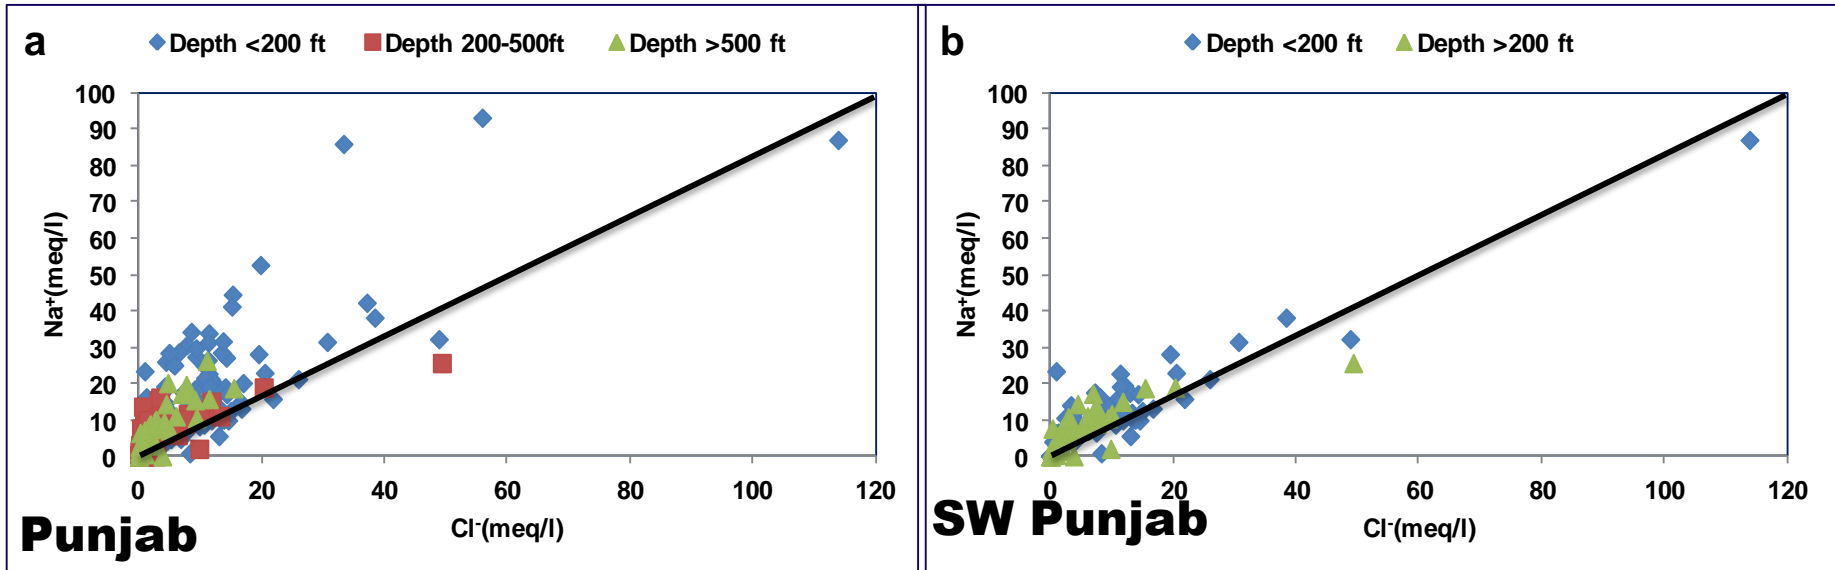 a
Depth <200 ft
Depth 200-500ft
Depth >500 ft
100
90
80
70
60
50
40
30
20
10
0
Na⁺(meq/l)
0 20 40 60 80 100 120
Cl⁻(meq/l)
Punjab
b
Depth <200 ft
Depth >200 ft
100
90
80
70
60
50
40
30
20
10
0
Na⁺(meq/l)
0 20 40 60 80 100 120
Cl⁻(meq/l)
SW Punjab